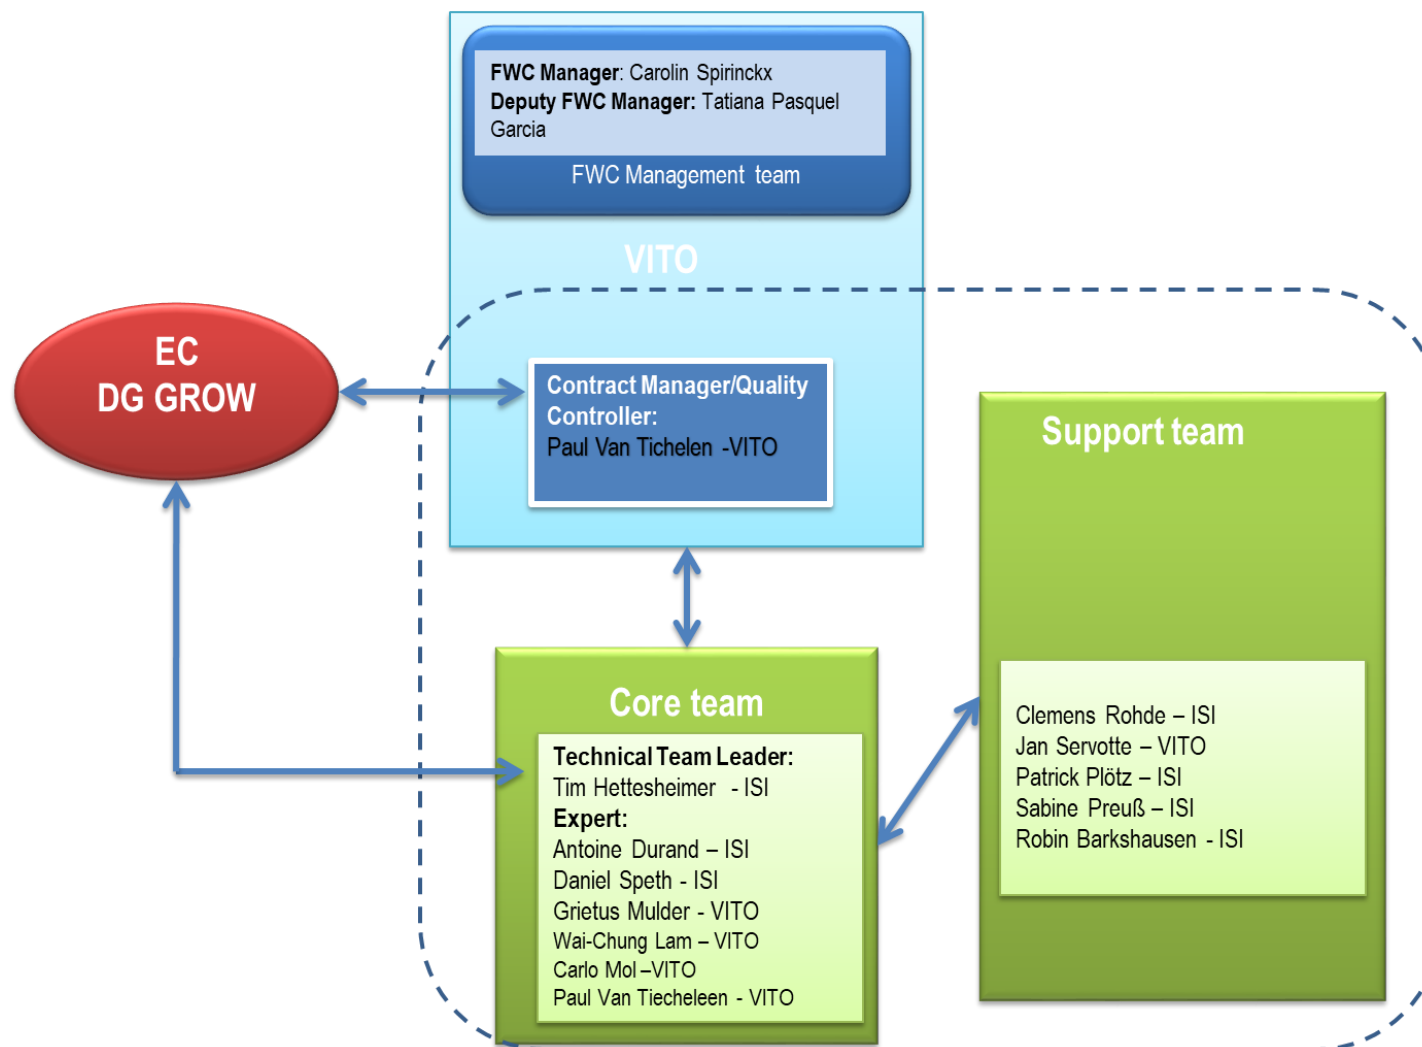 FWC Manager: Carolin Spirinckx
Deputy FWC Manager: Tatiana Pasquel
Garcia
FWC Management team
VITO
EC
DG GROW
Contract Manager/Quality
Controller:
Paul Van Tichelen -VITO
Support team
Clemens Rohde – ISI
Jan Servotte – VITO
Patrick Plötz – ISI
Sabine Preuß – ISI
Robin Barkshausen - ISI
Core team
Technical Team Leader:
Tim Hettesheimer - ISI
Expert:
Antoine Durand – ISI
Daniel Speth - ISI
Grietus Mulder - VITO
Wai-Chung Lam – VITO
Carlo Mol –VITO
Paul Van Tiecheleen - VITO